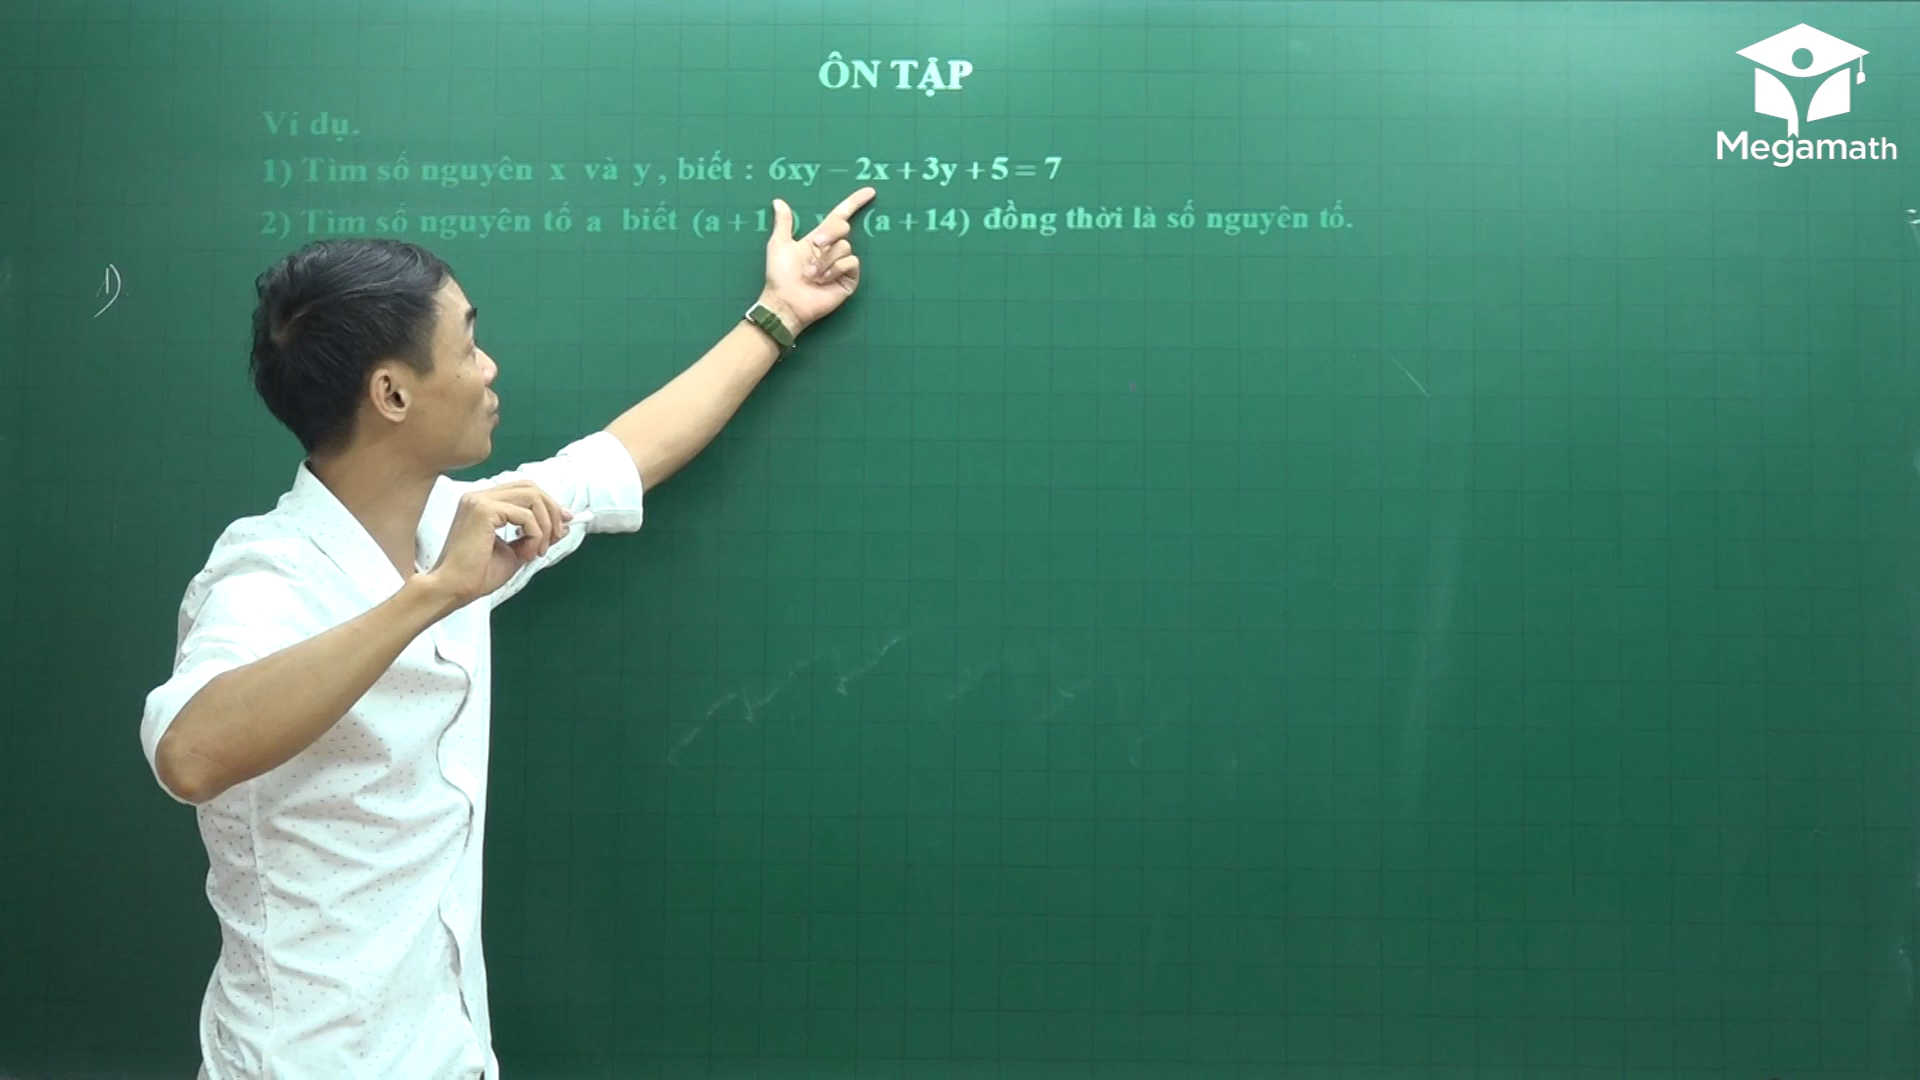 ÔN TẬP
Megamath
Ví dụ.
1) Tìm số nguyên x và y, biết : 6xy − 2x + 3y + 5 = 7
2) Tìm số nguyên tố a biết (a + 1 ) (a + 14) đồng thời là số nguyên tố.
1)